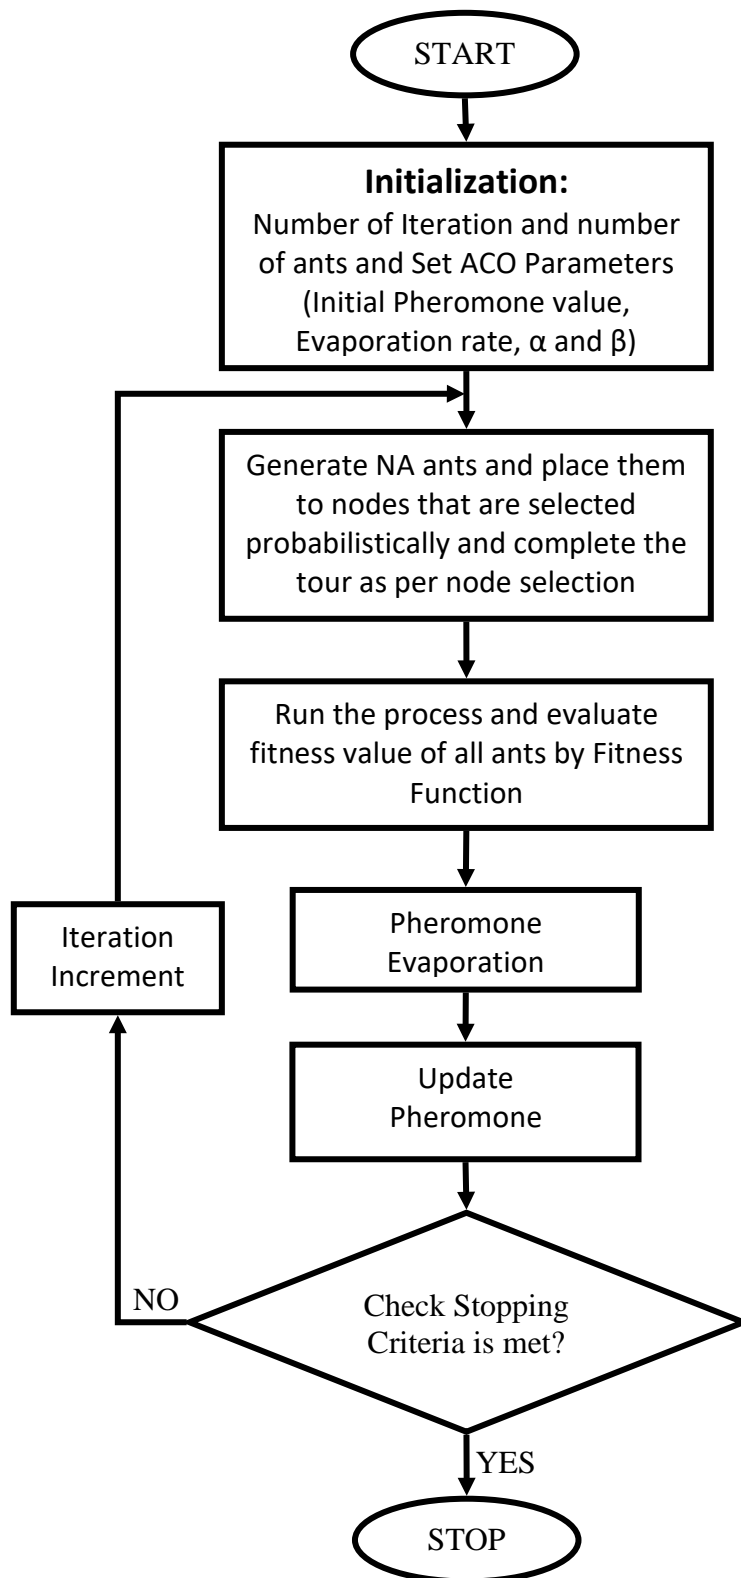 START
Initialization:
Number of Iteration and number
of ants and Set ACO Parameters
(Initial Pheromone value,
Evaporation rate, α and β)
Generate NA ants and place them
to nodes that are selected
probabilistically and complete the
tour as per node selection
Run the process and evaluate
fitness value of all ants by Fitness
Function
Iteration
Increment
Pheromone
Evaporation
Update
Pheromone
NO
Check Stopping
Criteria is met?
YES
STOP